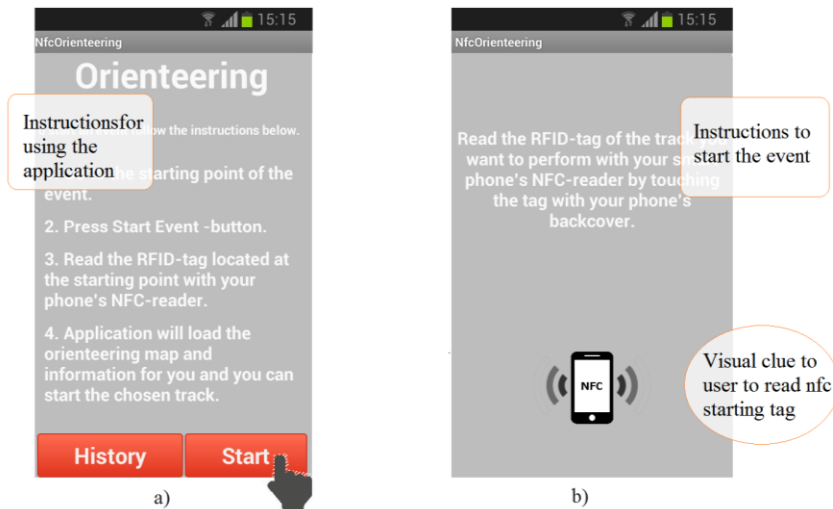 15:15
NfcOrienteering
Orienteering
Instructionsfor
using the
application
follow the instructions below.
starting point of the
event.
2. Press Start Event -button.
3. Read the RFID-tag located at
the starting point with your
phone's NFC-reader.
4. Application will load the
orienteering map and
information for you and you can
start the chosen track.
History
Start
a)
15:15
NfcOrienteering
Read the RFID-tag of the track you
want to perform with your
phone's NFC-reader by touching
the tag with your phone's
backcover.
Instructions to
start the event
NFC
Visual clue to
user to read nfc
starting tag
b)